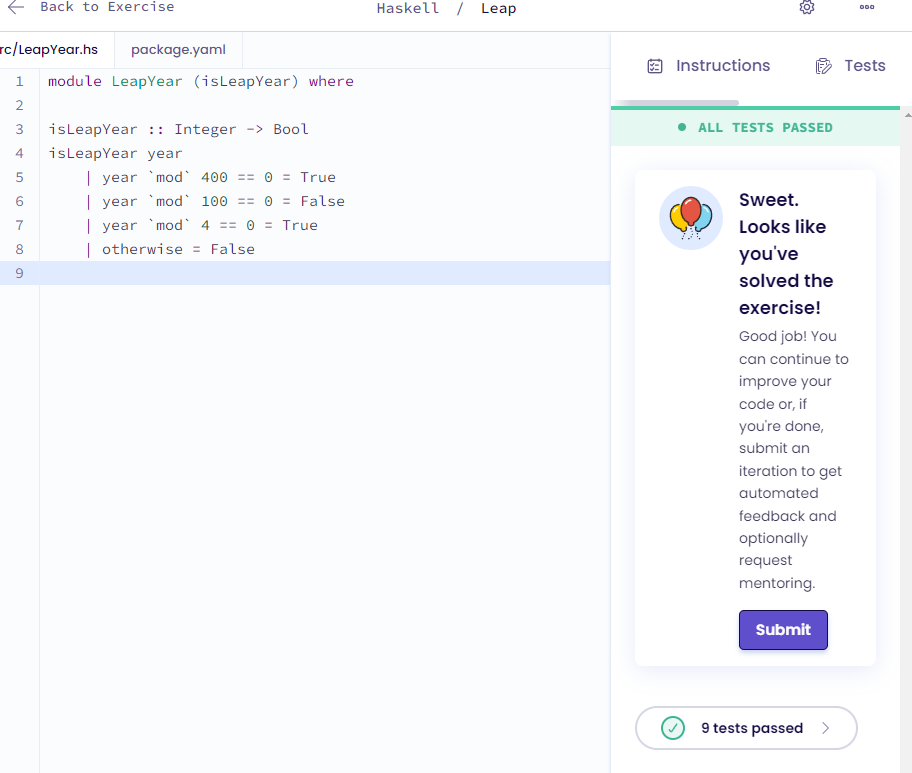 Back to Exercise
Haskell / Leap
rc/LeapYear.hs package.yaml
1 module LeapYear (isLeapYear) where
2
3 isLeapYear :: Integer -> Bool
4 isLeapYear year
5     | year `mod` 400 == 0 = True
6     | year `mod` 100 == 0 = False
7     | year `mod` 4 == 0 = True
8     | otherwise = False
9
Instructions Tests
ALL TESTS PASSED
Sweet.
Looks like
you've
solved the
exercise!
Good job! You
can continue to
improve your
code or, if
you're done,
submit an
iteration to get
automated
feedback and
optionally
request
mentoring.
Submit
9 tests passed